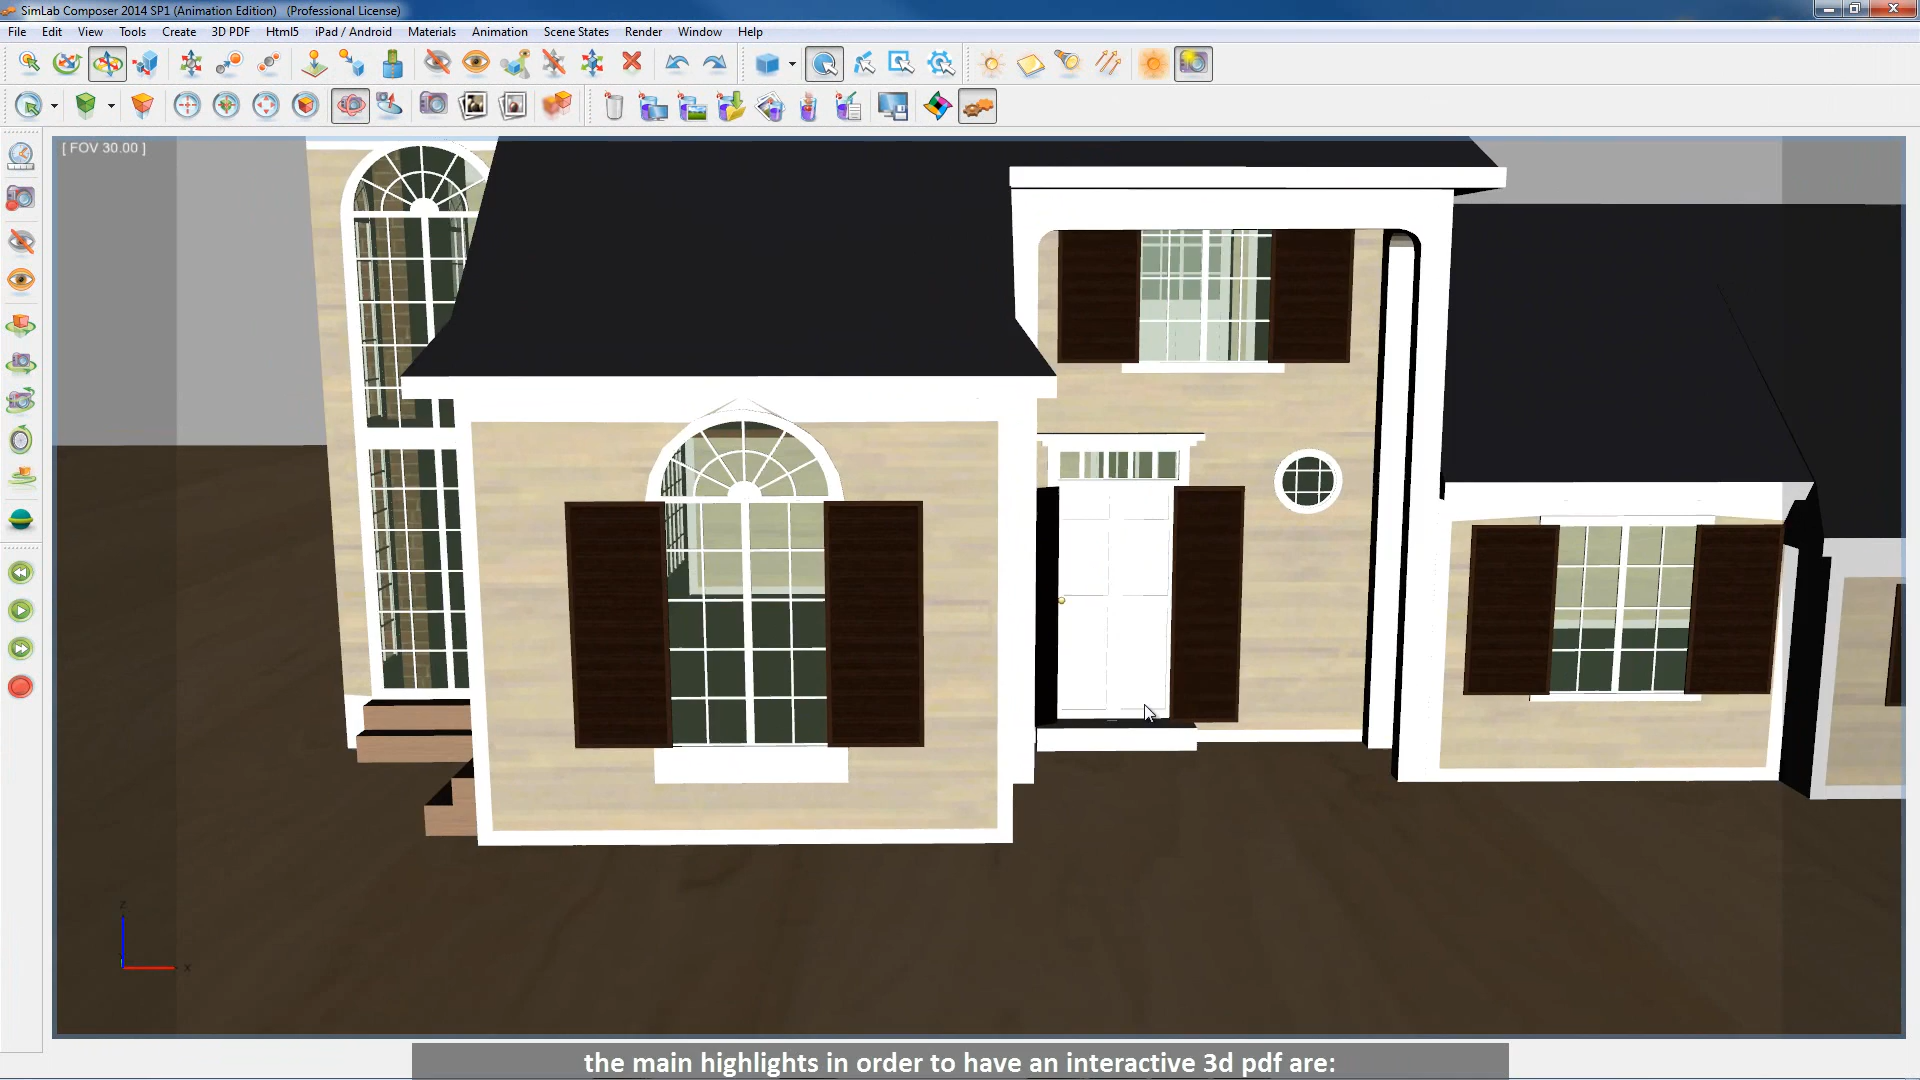 SimLab Composer 2014 SP1 (Animation Edition)   (Professional License)
File Edit View Tools Create 3D PDF Html5 iPad / Android Materials Animation Scene States Render Window Help
[ FOV 30.00 ]
z
x
the main highlights in order to have an interactive 3d pdf are: